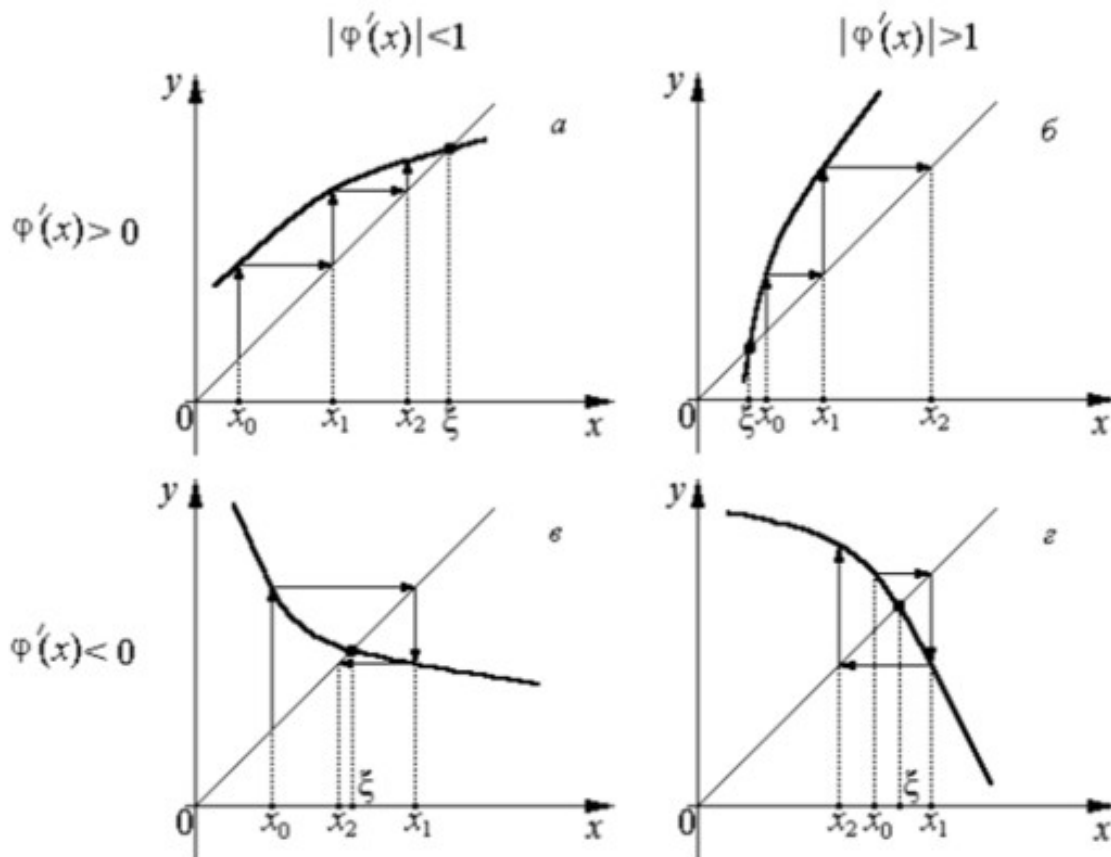 |φ′(x)|<1 |φ′(x)|>1
y а y б
φ′(x)>0
0 x₀ x₁ x₂ ξ x 0 ξ x₀ x₁ x₂ x
y в y г
φ′(x)<0
0 x₀ x₂ ξ x₁ x 0 x₂ x₀ ξ x₁ x